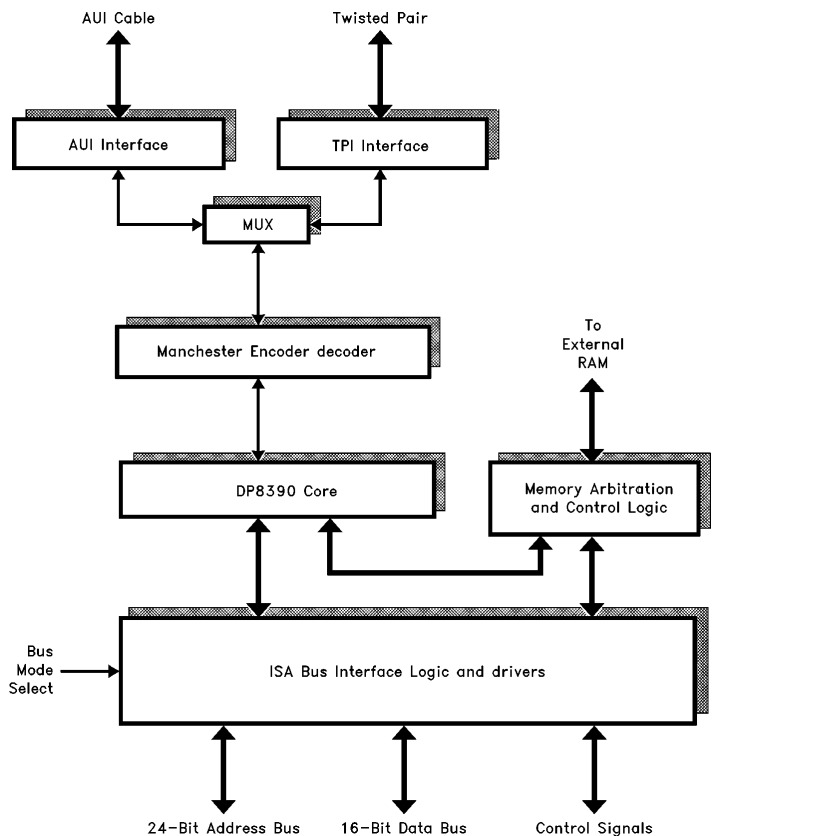 AUI Cable
Twisted Pair
AUI Interface
TPI Interface
MUX
Manchester Encoder decoder
To
External
RAM
DP8390 Core
Memory Arbitration
and Control Logic
Bus
Mode
Select
ISA Bus Interface Logic and drivers
24-Bit Address Bus
16-Bit Data Bus
Control Signals